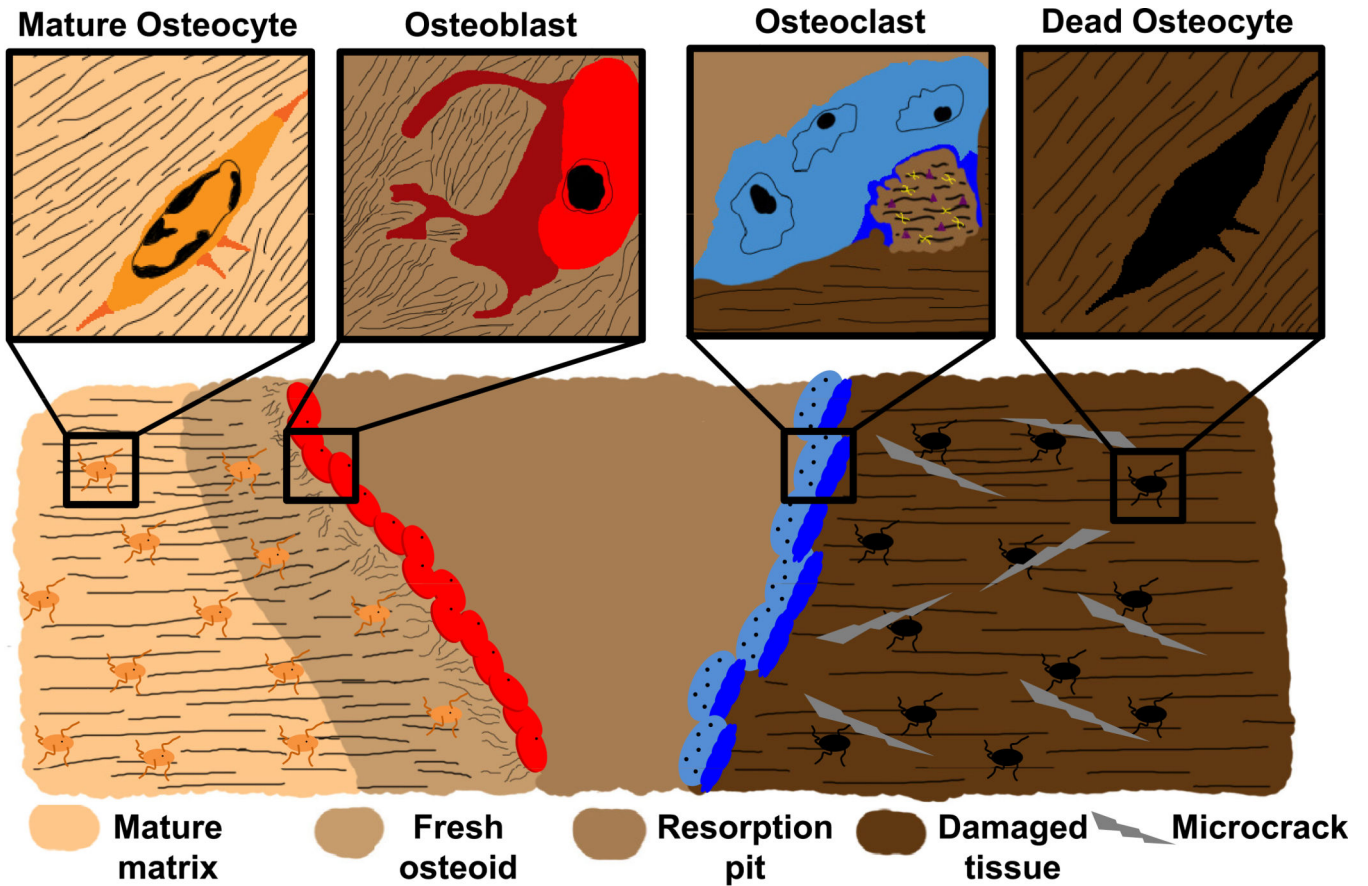 Mature Osteocyte
Osteoblast
Osteoclast
Dead Osteocyte
Mature
matrix
Fresh
osteoid
Resorption
pit
Damaged
tissue
Microcrack